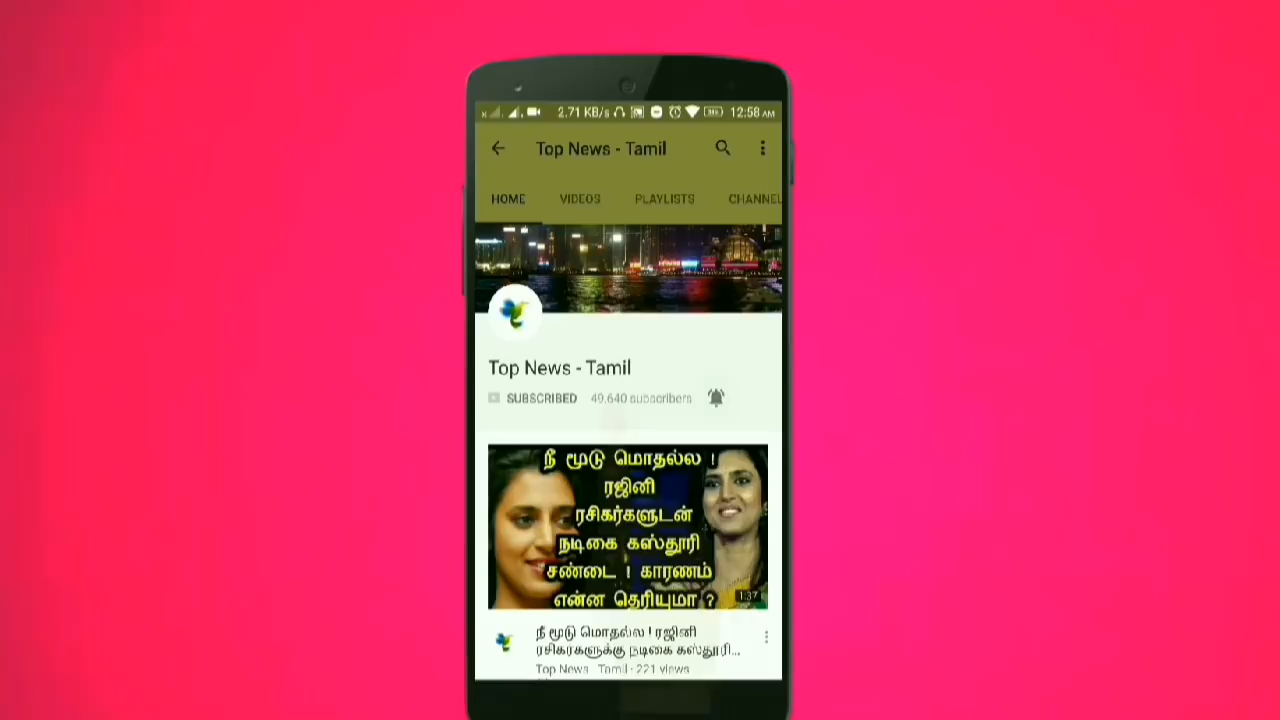 2.71 KB/s 12:58 AM
Top News - Tamil
HOME VIDEOS PLAYLISTS CHANNEL
Top News - Tamil
SUBSCRIBED 49,640 subscribers
நீ மூடு மொதல்ல !
ரஜினி
ரசிகர்களுடன்
நடிகை கஸ்தூரி
சண்டை ! காரணம்
என்ன தெரியுமா ?
1:37
நீ மூடு மொதல்ல ! ரஜினி
ரசிகர்களுக்கு நடிகை கஸ்தூரி...
Top News - Tamil · 221 views